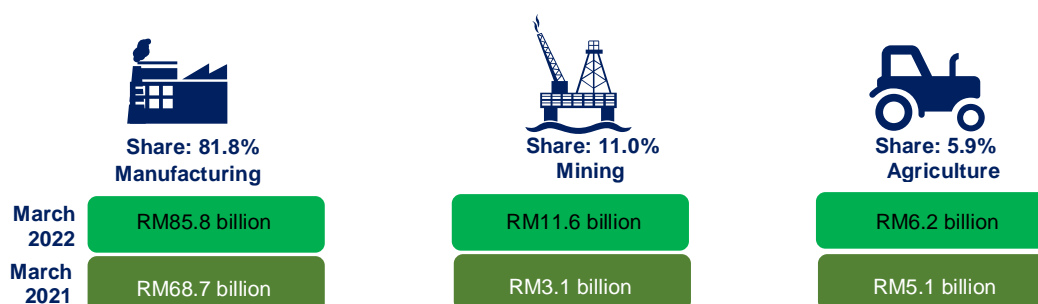 Share: 81.8%
Manufacturing
Share: 11.0%
Mining
Share: 5.9%
Agriculture
March
2022
RM85.8 billion
RM11.6 billion
RM6.2 billion
March
2021
RM68.7 billion
RM3.1 billion
RM5.1 billion